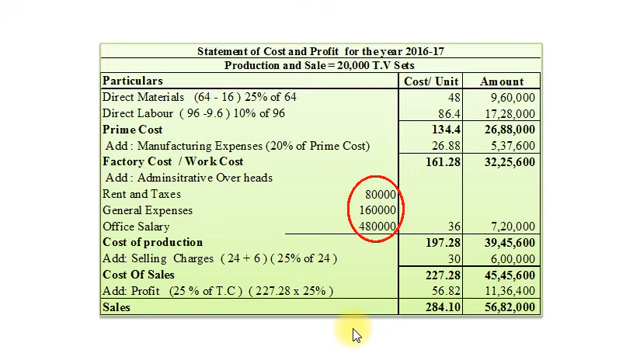 Statement of Cost and Profit for the year 2016-17
Production and Sale = 20,000 T.V Sets
Particulars Cost/ Unit Amount
Direct Materials (64 - 16 ) 25% of 64 48 9,60,000
Direct Labour ( 96 -9.6 ) 10% of 96 86.4 17,28,000
Prime Cost 134.4 26,88,000
Add : Manufacturing Expenses (20% of Prime Cost) 26.88 5,37,600
Factory Cost / Work Cost 161.28 32,25,600
Add : Adminsitrative Over heads
Rent and Taxes 80000
General Expenses 160000
Office Salary 480000 36 7,20,000
Cost of production 197.28 39,45,600
Add: Selling Charges ( 24 + 6 ) ( 25% of 24 ) 30 6,00,000
Cost Of Sales 227.28 45,45,600
Add: Profit (25 % of T.C) ( 227.28 x 25% ) 56.82 11,36,400
Sales 284.10 56,82,000